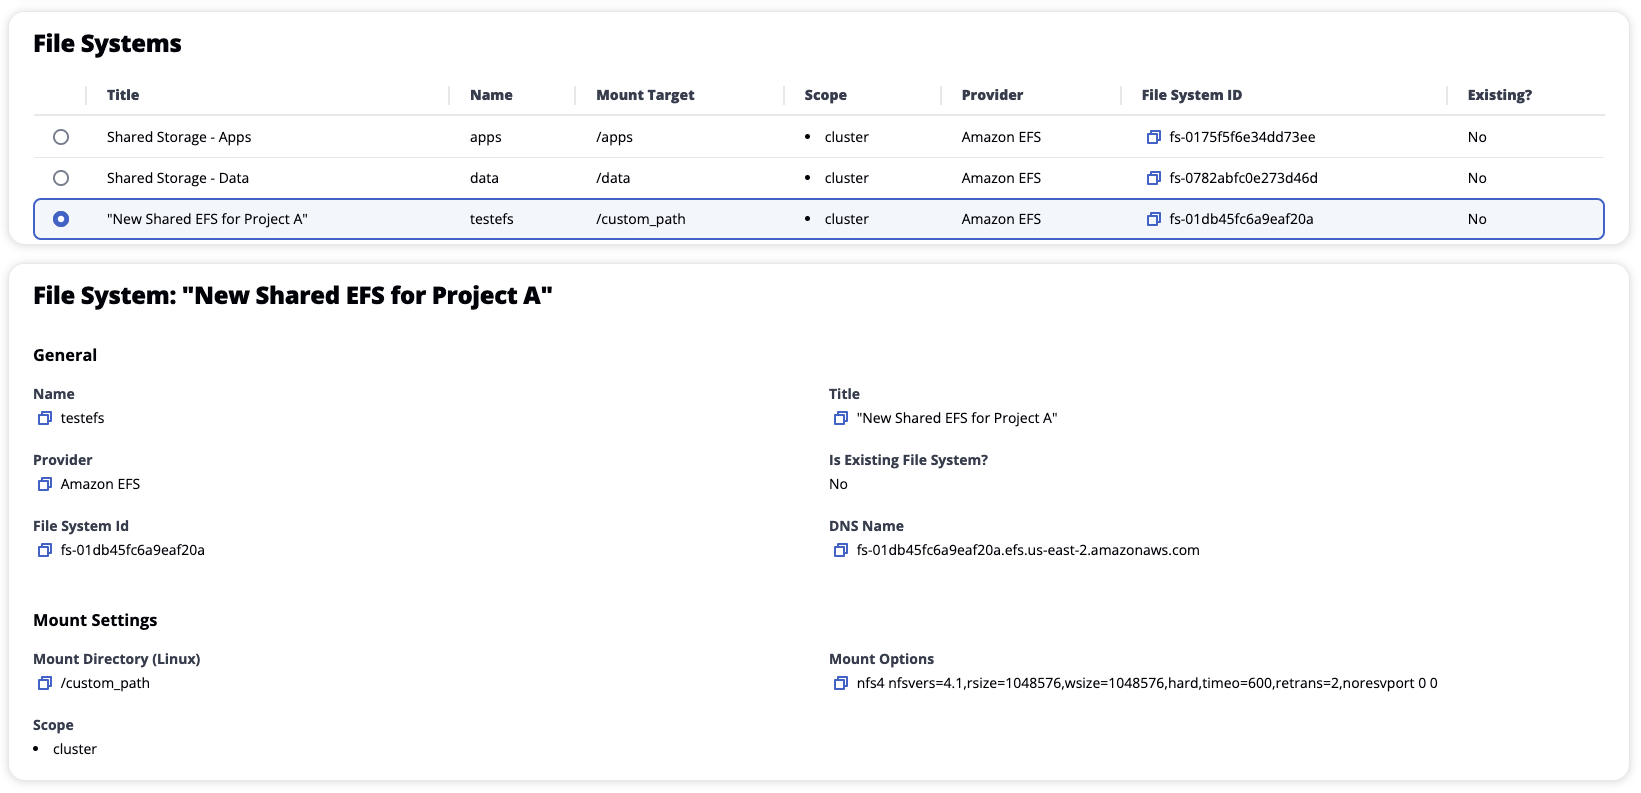 File Systems
Title Name Mount Target Scope Provider File System ID Existing?
Shared Storage - Apps apps /apps • cluster Amazon EFS fs-0175f5f6e34dd73ee No
Shared Storage - Data data /data • cluster Amazon EFS fs-0782abfc0e273d46d No
"New Shared EFS for Project A" testefs /custom_path • cluster Amazon EFS fs-01db45fc6a9eaf20a No
File System: "New Shared EFS for Project A"
General
Name Title
testefs "New Shared EFS for Project A"
Provider Is Existing File System?
Amazon EFS No
File System Id DNS Name
fs-01db45fc6a9eaf20a fs-01db45fc6a9eaf20a.efs.us-east-2.amazonaws.com
Mount Settings
Mount Directory (Linux) Mount Options
/custom_path nfs4 nfsvers=4.1,rsize=1048576,wsize=1048576,hard,timeo=600,retrans=2,noresvport 0 0
Scope
• cluster